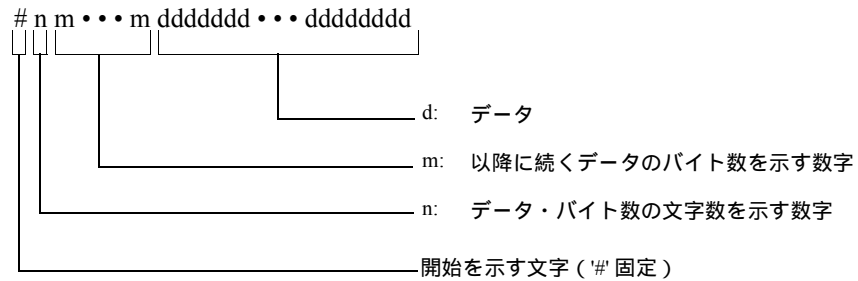 # n m・・・m ddddddd・・・dddddddd
d: データ
m: 以降に続くデータのバイト数を示す数字
n: データ・バイト数の文字数を示す数字
開始を示す文字 ( '#' 固定 )